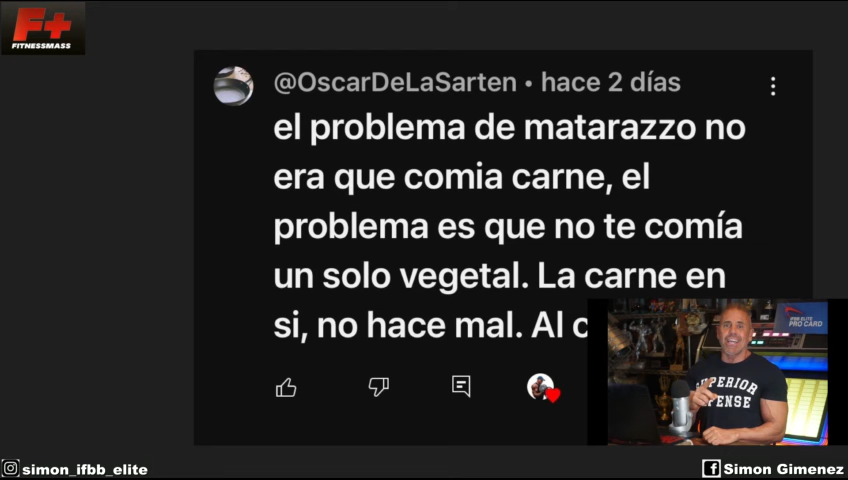 F+
FITNESSMASS
@OscarDeLaSarten • hace 2 días
el problema de matarazzo no
era que comia carne, el
problema es que no te comía
un solo vegetal. La carne en
si, no hace mal. Al c
IFBB ELITE
PRO CARD
SUPERIOR
simon_ifbb_elite
Simon Gimenez